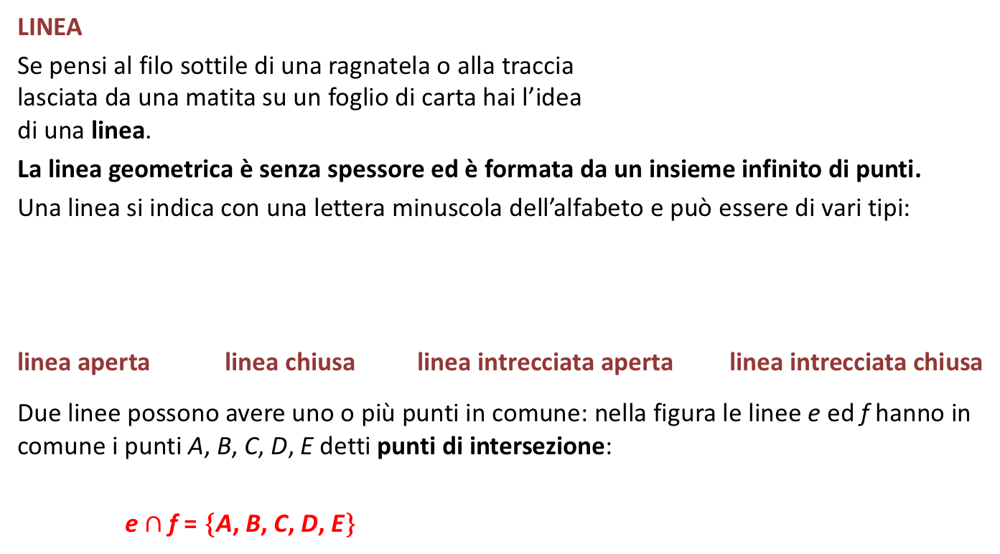 LINEA
Se pensi al filo sottile di una ragnatela o alla traccia
lasciata da una matita su un foglio di carta hai l’idea
di una linea.
La linea geometrica è senza spessore ed è formata da un insieme infinito di punti.
Una linea si indica con una lettera minuscola dell’alfabeto e può essere di vari tipi:
linea aperta linea chiusa linea intrecciata aperta linea intrecciata chiusa
Due linee possono avere uno o più punti in comune: nella figura le linee e ed f hanno in
comune i punti A, B, C, D, E detti punti di intersezione:
e ∩ f = {A, B, C, D, E}